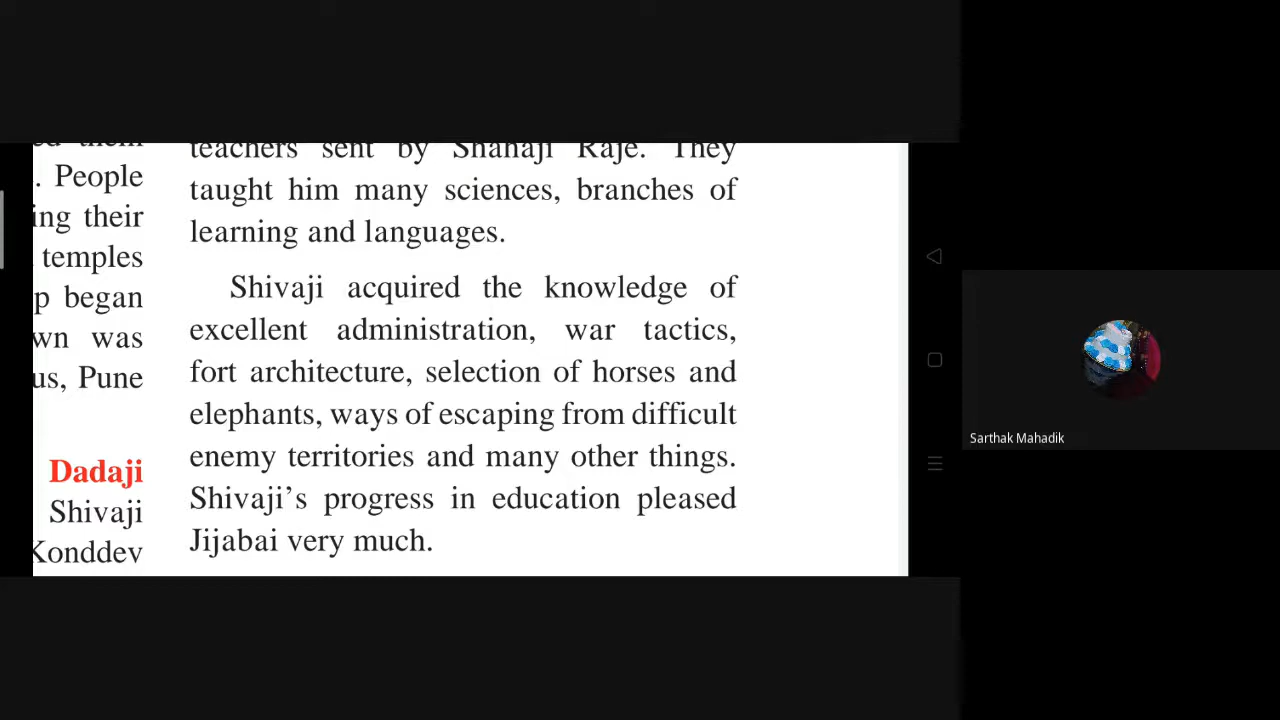 . People
ing their
temples
p began
wn was
us, Pune
Dadaji
Shivaji
Konddev
teachers sent by Shahaji Raje. They
taught him many sciences, branches of
learning and languages.
Shivaji acquired the knowledge of
excellent administration, war tactics,
fort architecture, selection of horses and
elephants, ways of escaping from difficult
enemy territories and many other things.
Shivaji's progress in education pleased
Jijabai very much.
Sarthak Mahadik